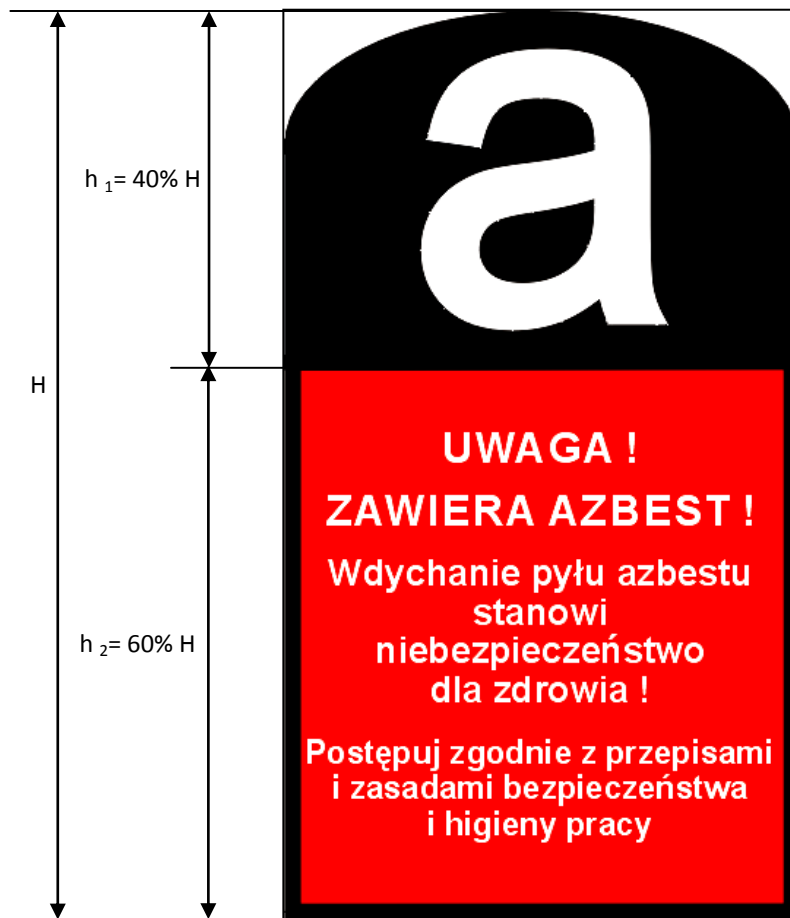 a
h 1= 40% H
H
UWAGA !
ZAWIERA AZBEST !
Wdychanie pyłu azbestu
stanowi
niebezpieczeństwo
dla zdrowia !
h 2= 60% H
Postępuj zgodnie z przepisami
i zasadami bezpieczeństwa
i higieny pracy